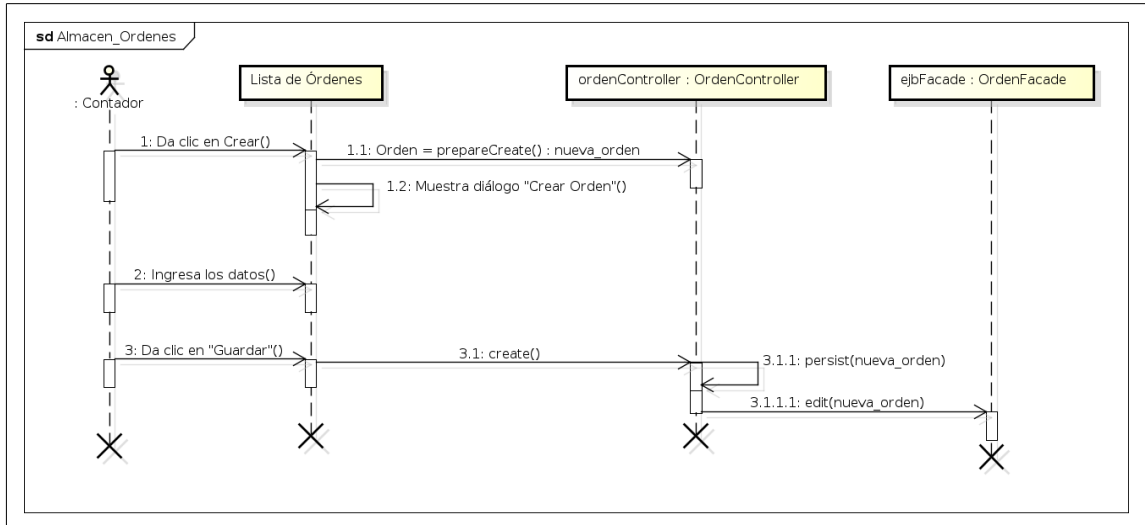 sd Almacen_Ordenes
: Contador
Lista de Órdenes
ordenController : OrdenController
ejbFacade : OrdenFacade
1: Da clic en Crear()
1.1: Orden = prepareCreate() : nueva_orden
1.2: Muestra diálogo "Crear Orden"()
2: Ingresa los datos()
3: Da clic en "Guardar"()
3.1: create()
3.1.1: persist(nueva_orden)
3.1.1.1: edit(nueva_orden)